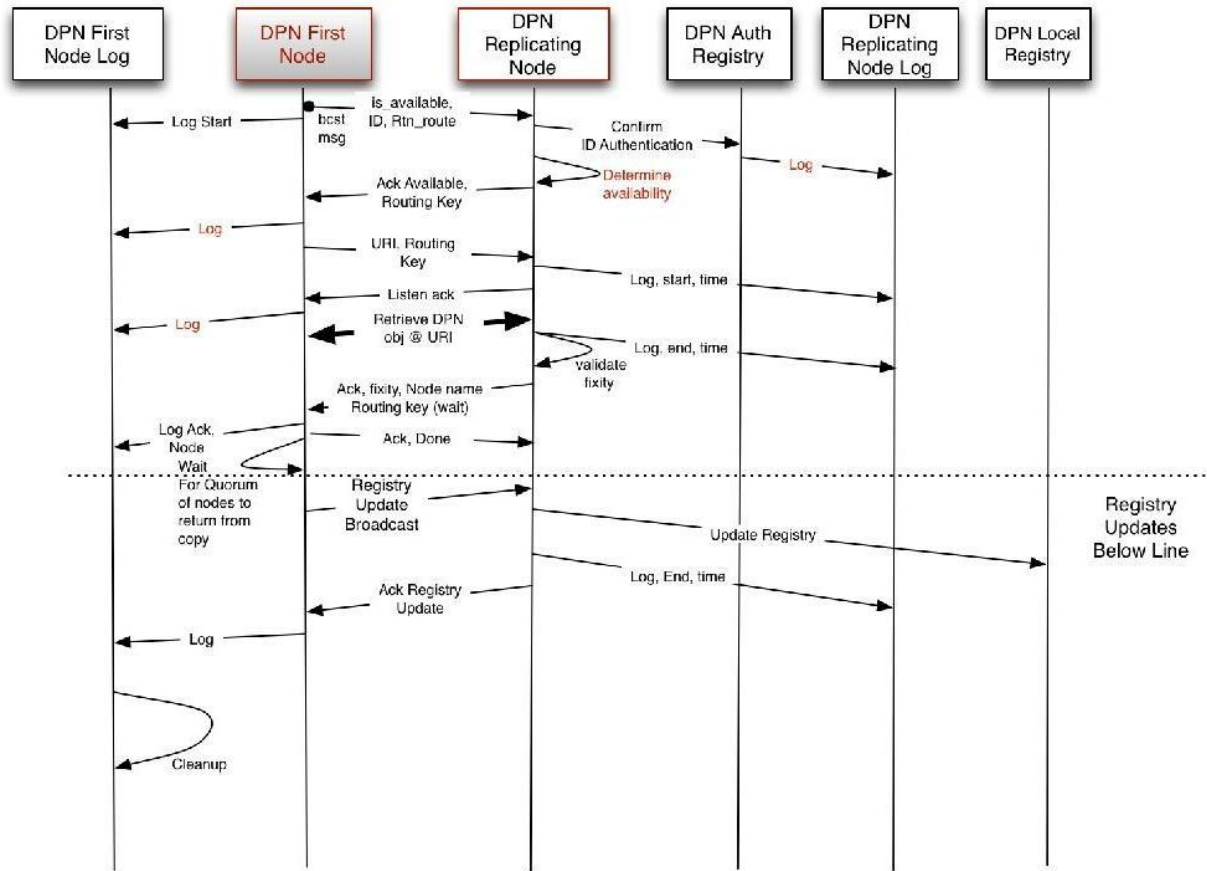 DPN First
Node Log
DPN First
Node
DPN
Replicating
Node
DPN Auth
Registry
DPN
Replicating
Node Log
DPN Local
Registry
is_available,
ID, Rtn_route
Log Start
bcst
msg
Confirm
ID Authentication
Log
Determine
availability
Ack Available,
Routing Key
Log
URI, Routing
Key
Log, start, time
Listen ack
Log
Retrieve DPN
obj @ URI
Log, end, time
validate
fixity
Ack, fixity, Node name
Routing key (wait)
Log Ack,
Node
Wait
Ack, Done
For Quorum
of nodes to
return from
copy
Registry
Update
Broadcast
Registry
Updates
Below Line
Update Registry
Log, End, time
Ack Registry
Update
Log
Cleanup